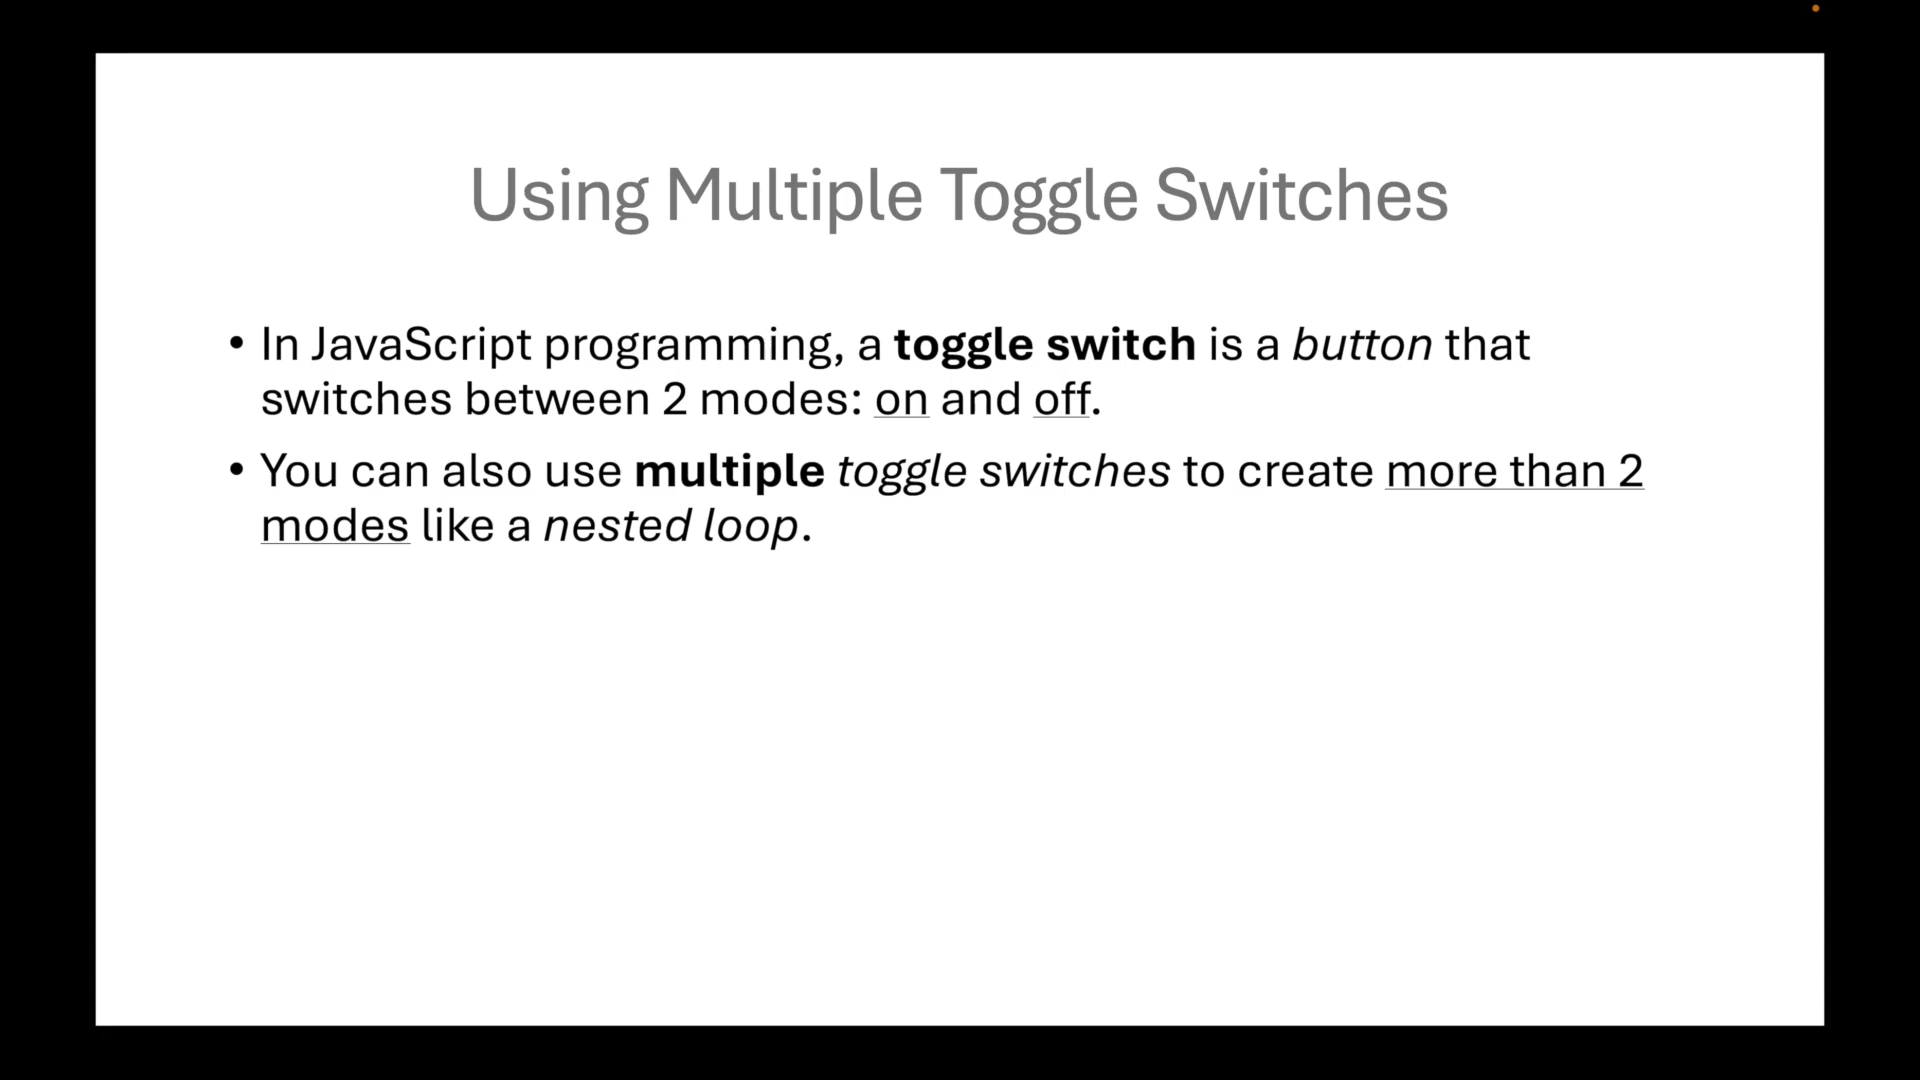 Using Multiple Toggle Switches
• In JavaScript programming, a toggle switch is a button that
switches between 2 modes: on and off.
• You can also use multiple toggle switches to create more than 2
modes like a nested loop.